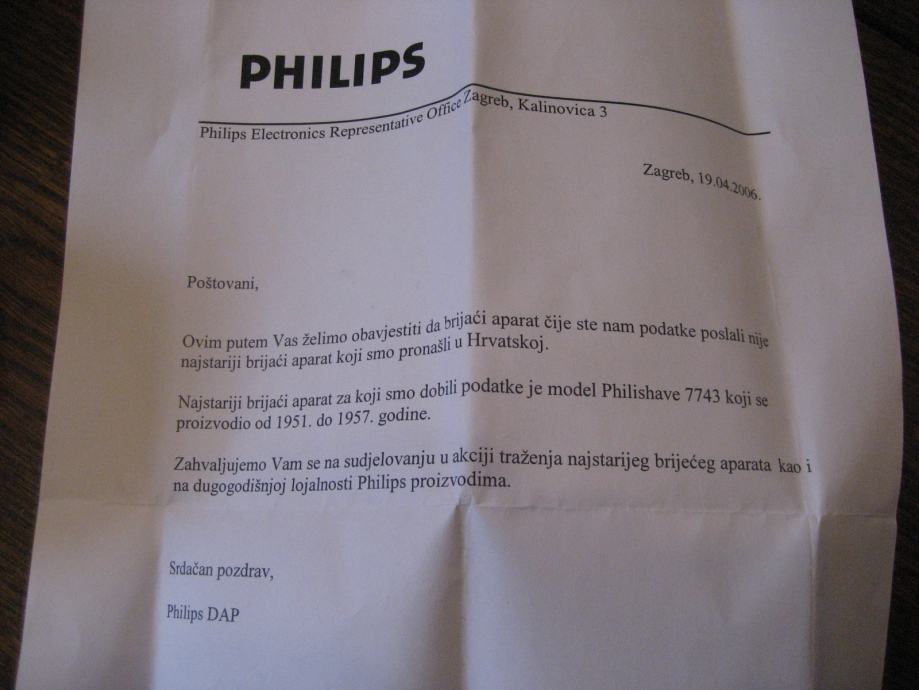 PHILIPS
Philips Electronics Representative Office Zagreb, Kalinovica 3
Zagreb, 19.04.2006.
Poštovani,
Ovim putem Vas želimo obavjestiti da brijaći aparat čije ste nam podatke poslali nije
najstariji brijaći aparat koji smo pronašli u Hrvatskoj.
Najstariji brijaći aparat za koji smo dobili podatke je model Philishave 7743 koji se
proizvodio od 1951. do 1957. godine.
Zahvaljujemo Vam se na sudjelovanju u akciji traženja najstarijeg brijećeg aparata kao i
na dugogodišnjoj lojalnosti Philips proizvodima.
Srdačan pozdrav,
Philips DAP